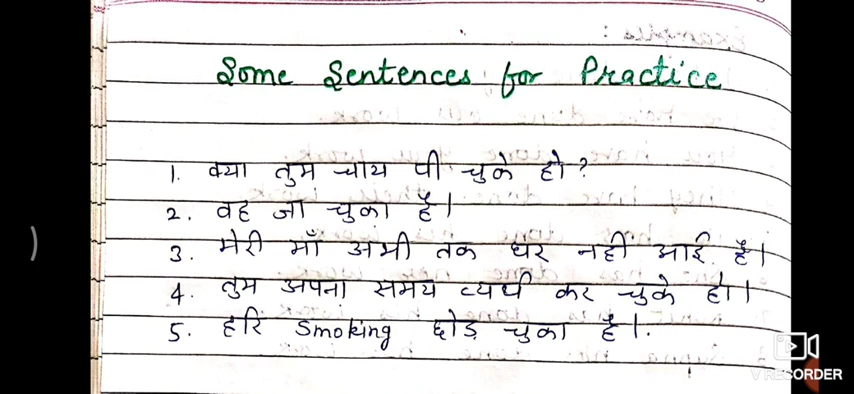 Some Sentences for Practice
1. क्या तुम चाय पी चुके हो?
2. वह जा चुका है।
3. मेरी माँ अभी तक घर नहीं आई है।
4. तुम अपना समय व्यर्थ कर चुके हो।
5. हरि smoking छोड़ चुका है।
V RECORDER